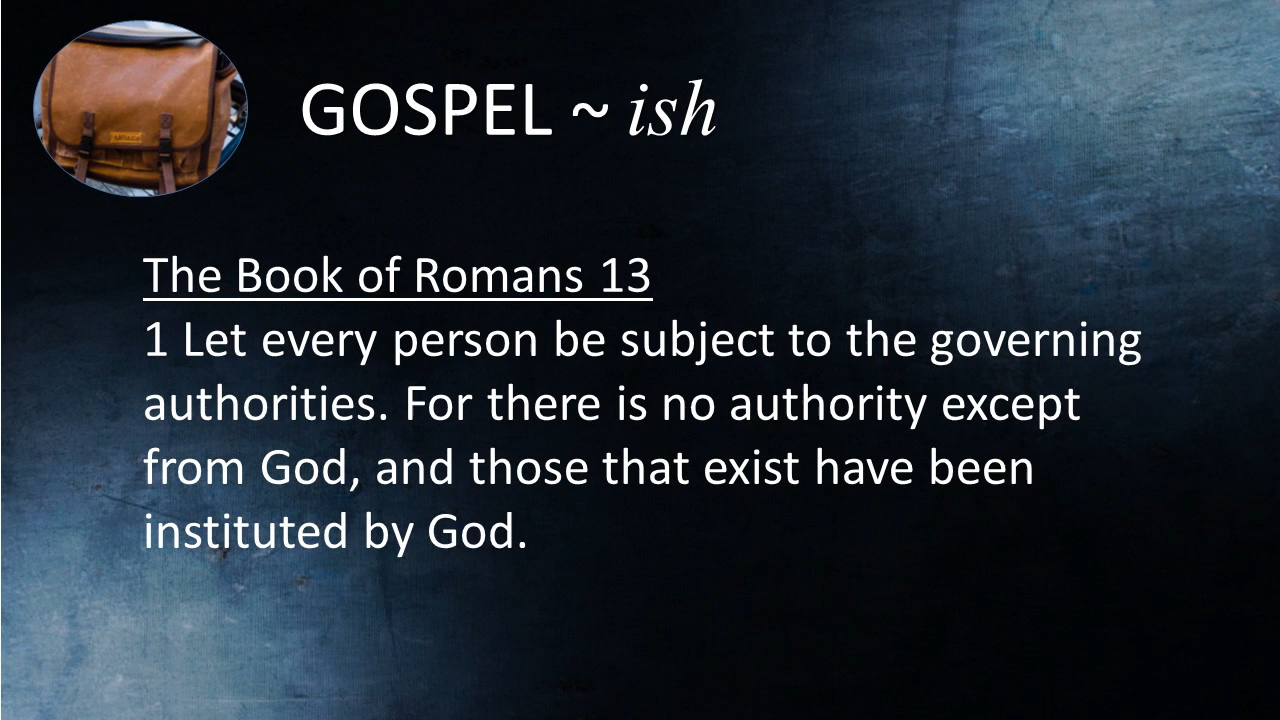 GOSPEL ~ ish
The Book of Romans 13
1 Let every person be subject to the governing
authorities. For there is no authority except
from God, and those that exist have been
instituted by God.